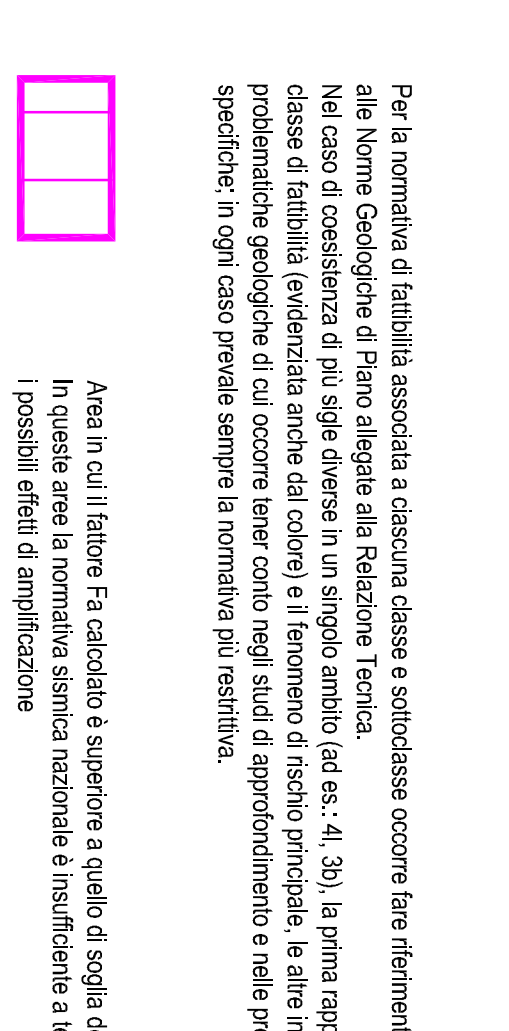 Per la normativa di fattibilità associata a ciascuna classe e sottoclasse occorre fare riferiment
alle Norme Geologiche di Piano allegate alla Relazione Tecnica.
Nel caso di coesistenza di più sigle diverse in un singolo ambito (ad es.: 4l, 3b), la prima rapp
classe di fattibilità (evidenziata anche dal colore) e il fenomeno di rischio principale, le altre in
problematiche geologiche di cui occorre tener conto negli studi di approfondimento e nelle pr
specifiche; in ogni caso prevale sempre la normativa più restrittiva.
Area in cui il fattore Fa calcolato è superiore a quello di soglia d
In queste aree la normativa sismica nazionale è insufficiente a t
i possibili effetti di amplificazione